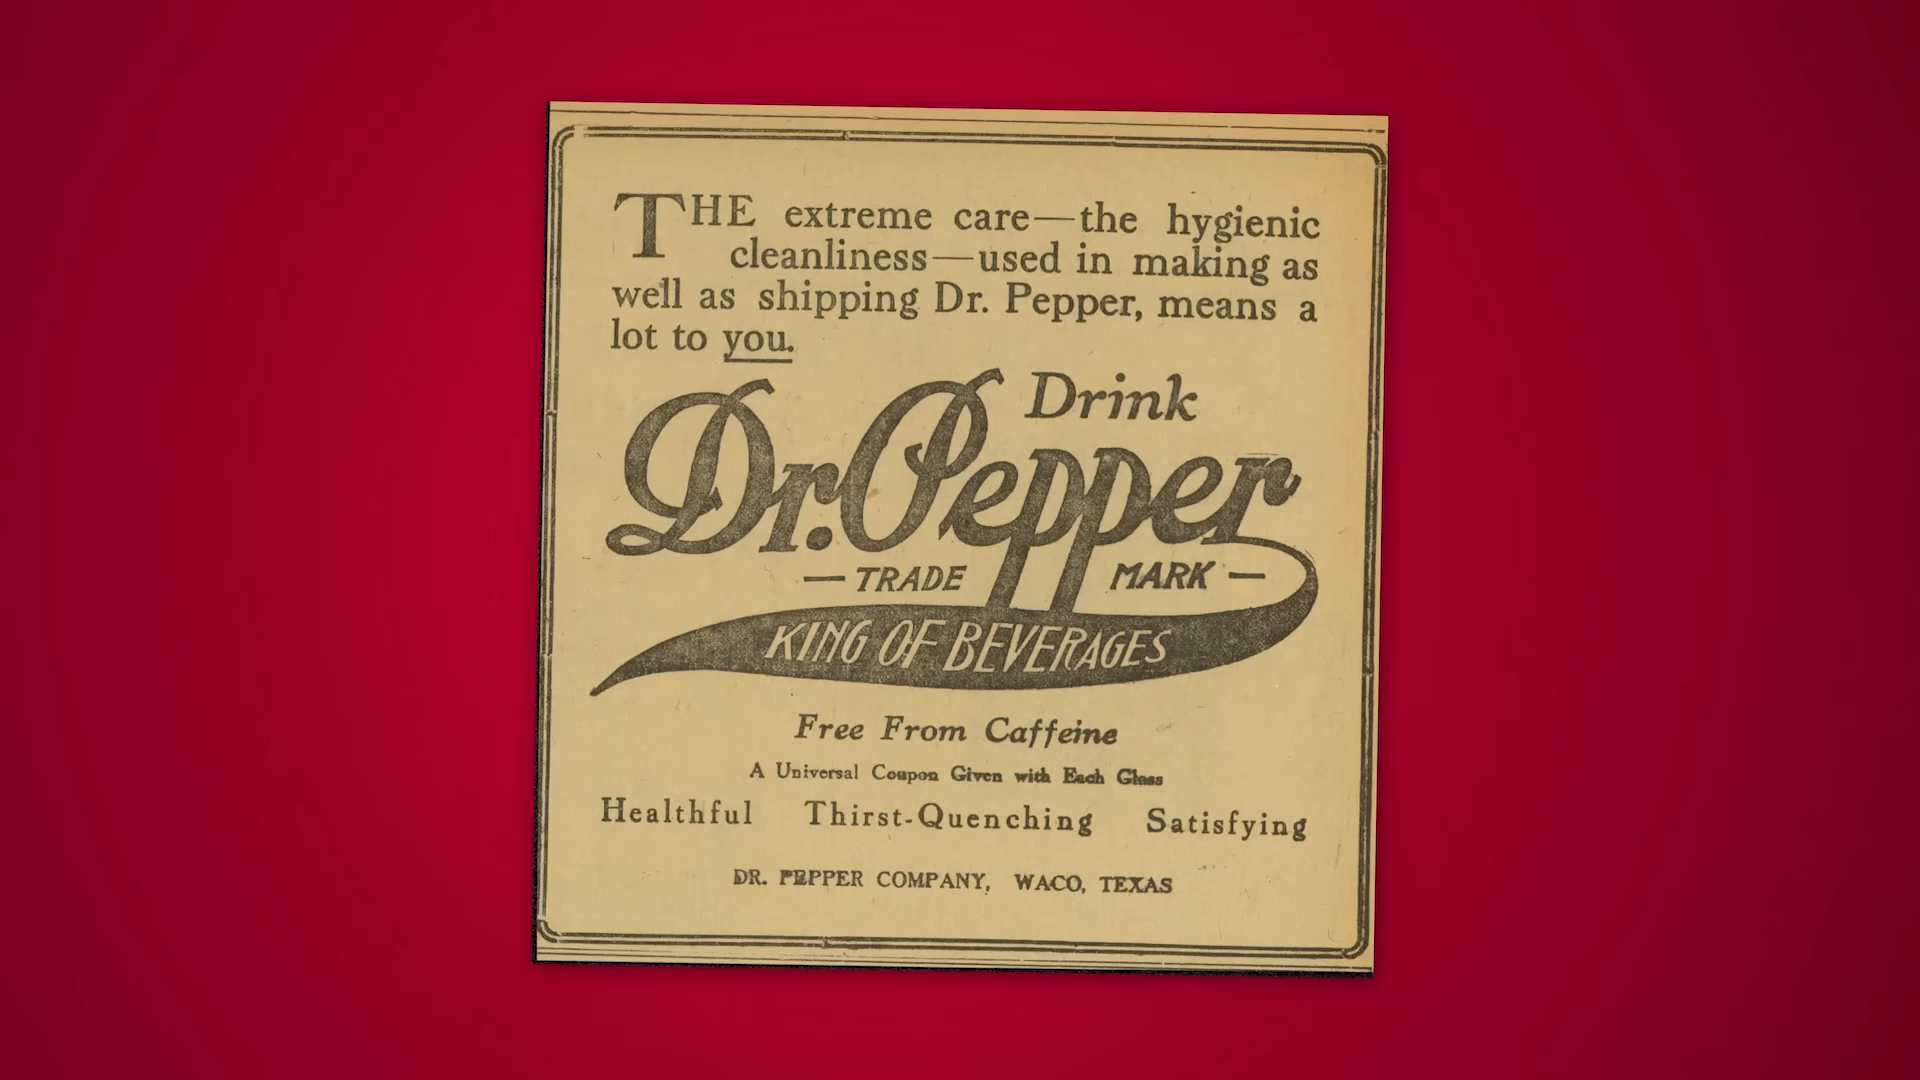 THE extreme care—the hygienic
cleanliness—used in making as
well as shipping Dr. Pepper, means a
lot to you.
Drink
Dr. Pepper
— TRADE MARK —
KING OF BEVERAGES
Free From Caffeine
A Universal Coupon Given with Each Glass
Healthful Thirst-Quenching Satisfying
DR. PEPPER COMPANY, WACO, TEXAS